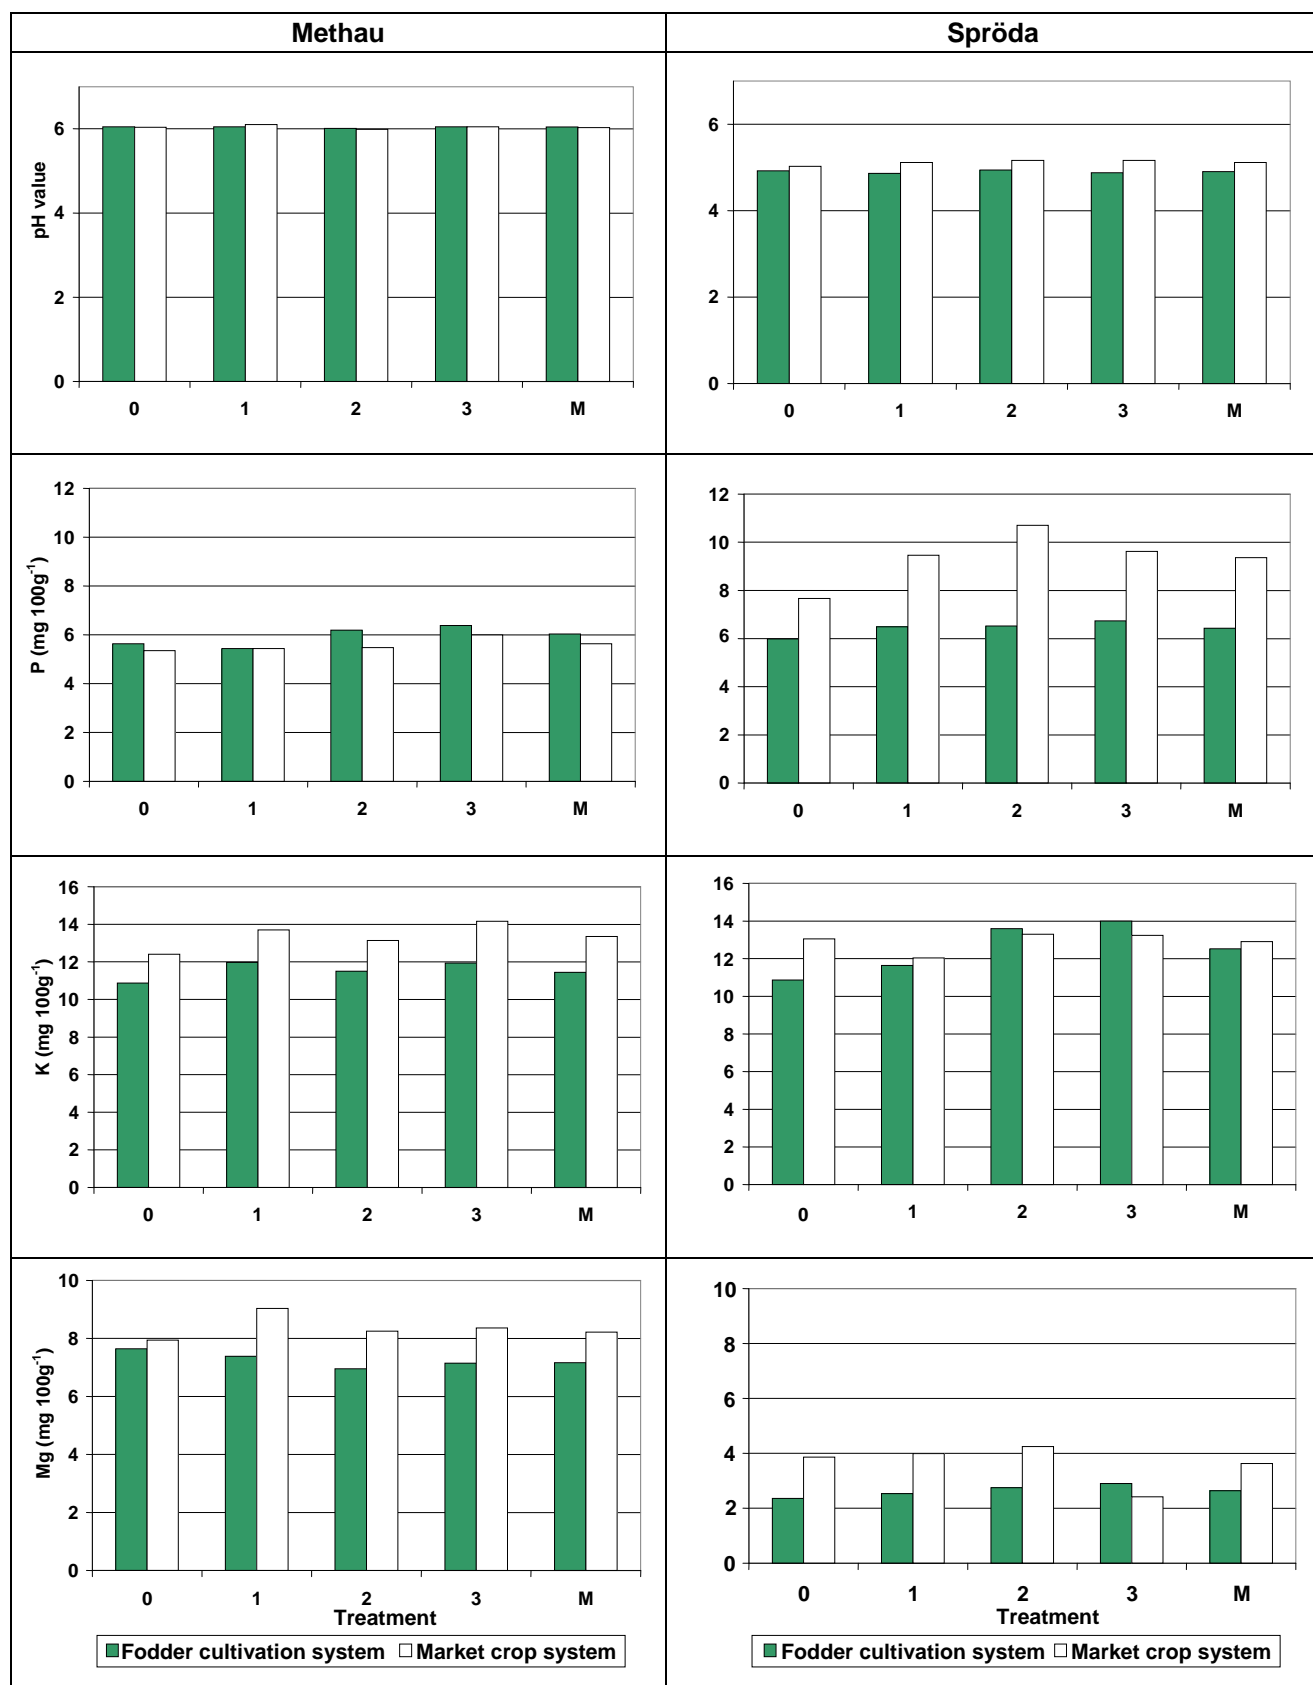 Methau
Spröda
pH value
6
4
2
0
0 1 2 3 M
6
4
2
0
0 1 2 3 M
P (mg 100g⁻¹)
12
10
8
6
4
2
0
0 1 2 3 M
12
10
8
6
4
2
0
0 1 2 3 M
K (mg 100g⁻¹)
16
14
12
10
8
6
4
2
0
0 1 2 3 M
16
14
12
10
8
6
4
2
0
0 1 2 3 M
Mg (mg 100g⁻¹)
10
8
6
4
2
0
0 1 2 3 M
Treatment
Fodder cultivation system Market crop system
10
8
6
4
2
0
0 1 2 3 M
Treatment
Fodder cultivation system Market crop system